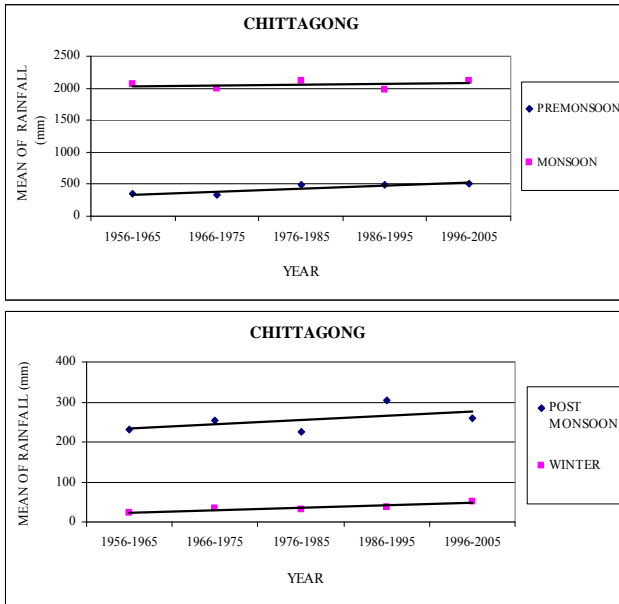 CHITTAGONG
MEAN OF RAINFALL
(mm)
2500
2000
1500
1000
500
0
1956-1965 1966-1975 1976-1985 1986-1995 1996-2005
YEAR
PREMONSOON
MONSOON
CHITTAGONG
MEAN OF RAINFALL (mm)
400
300
200
100
0
1956-1965 1966-1975 1976-1985 1986-1995 1996-2005
YEAR
POST
MONSOON
WINTER